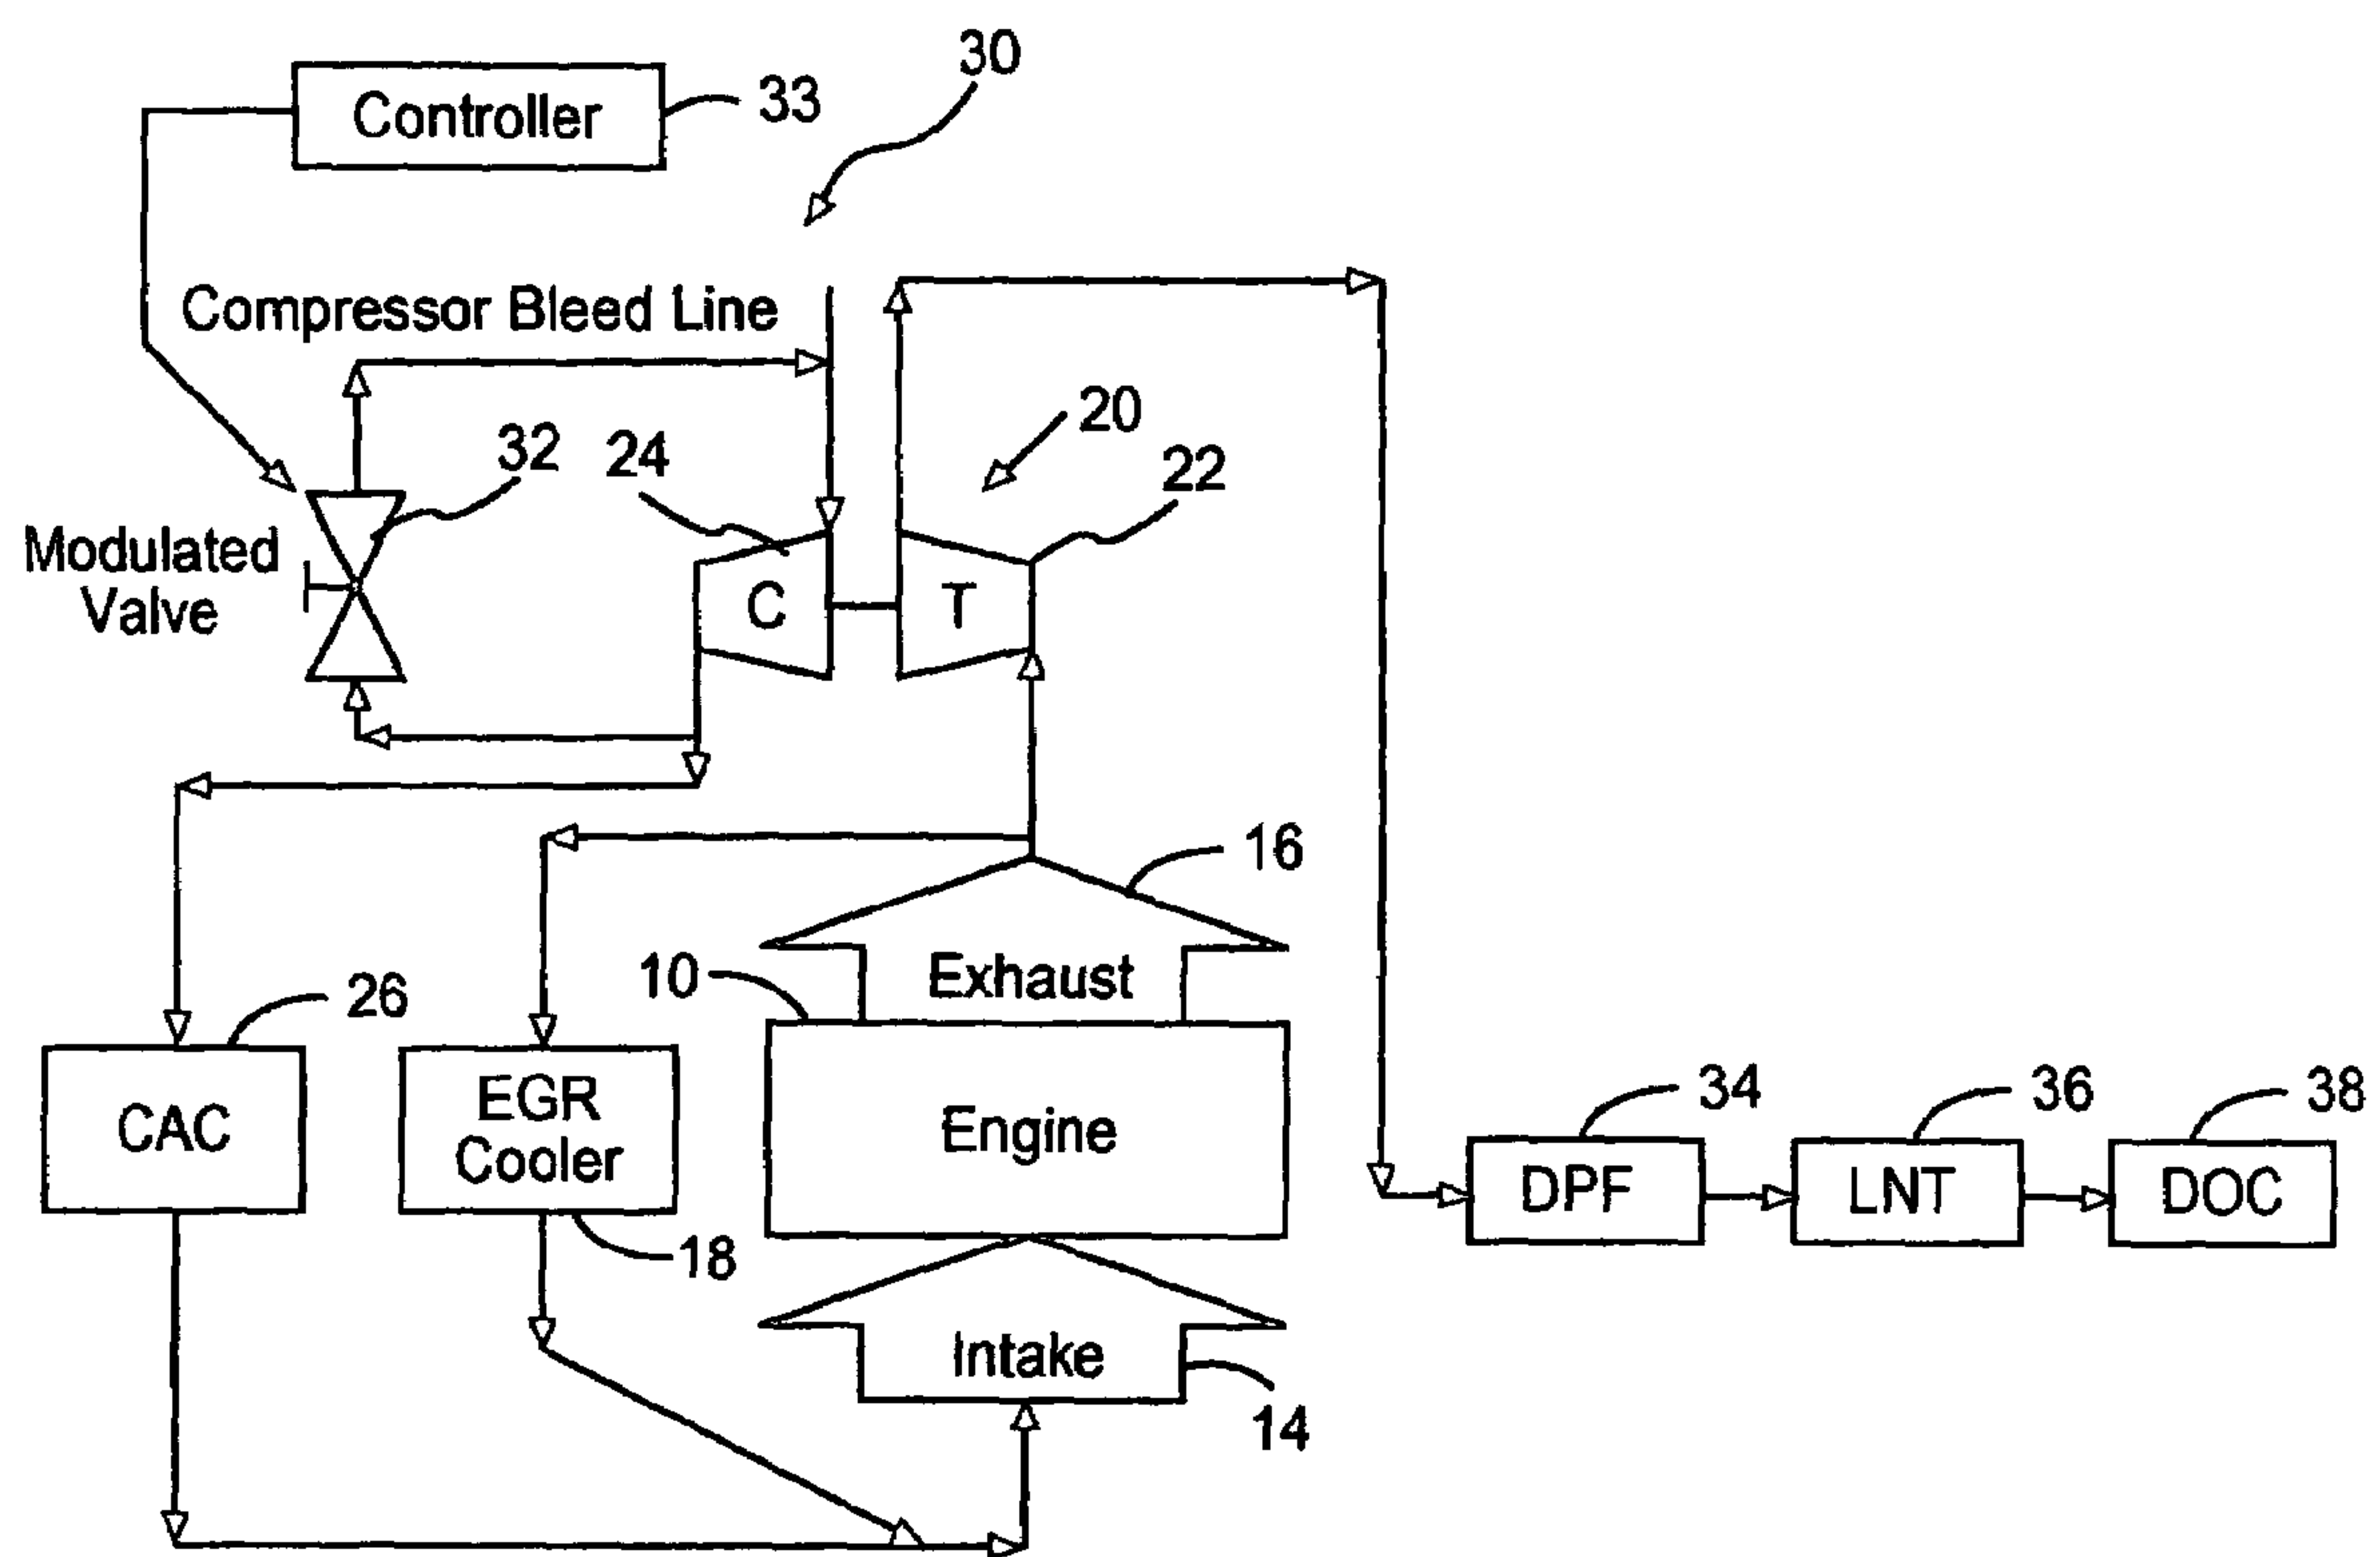 30
Controller
33
Compressor Bleed Line
20
32
24
22
Modulated
Valve
C
T
16
Exhaust
10
26
CAC
EGR
Cooler
Engine
34
36
38
DPF
LNT
DOC
18
Intake
14